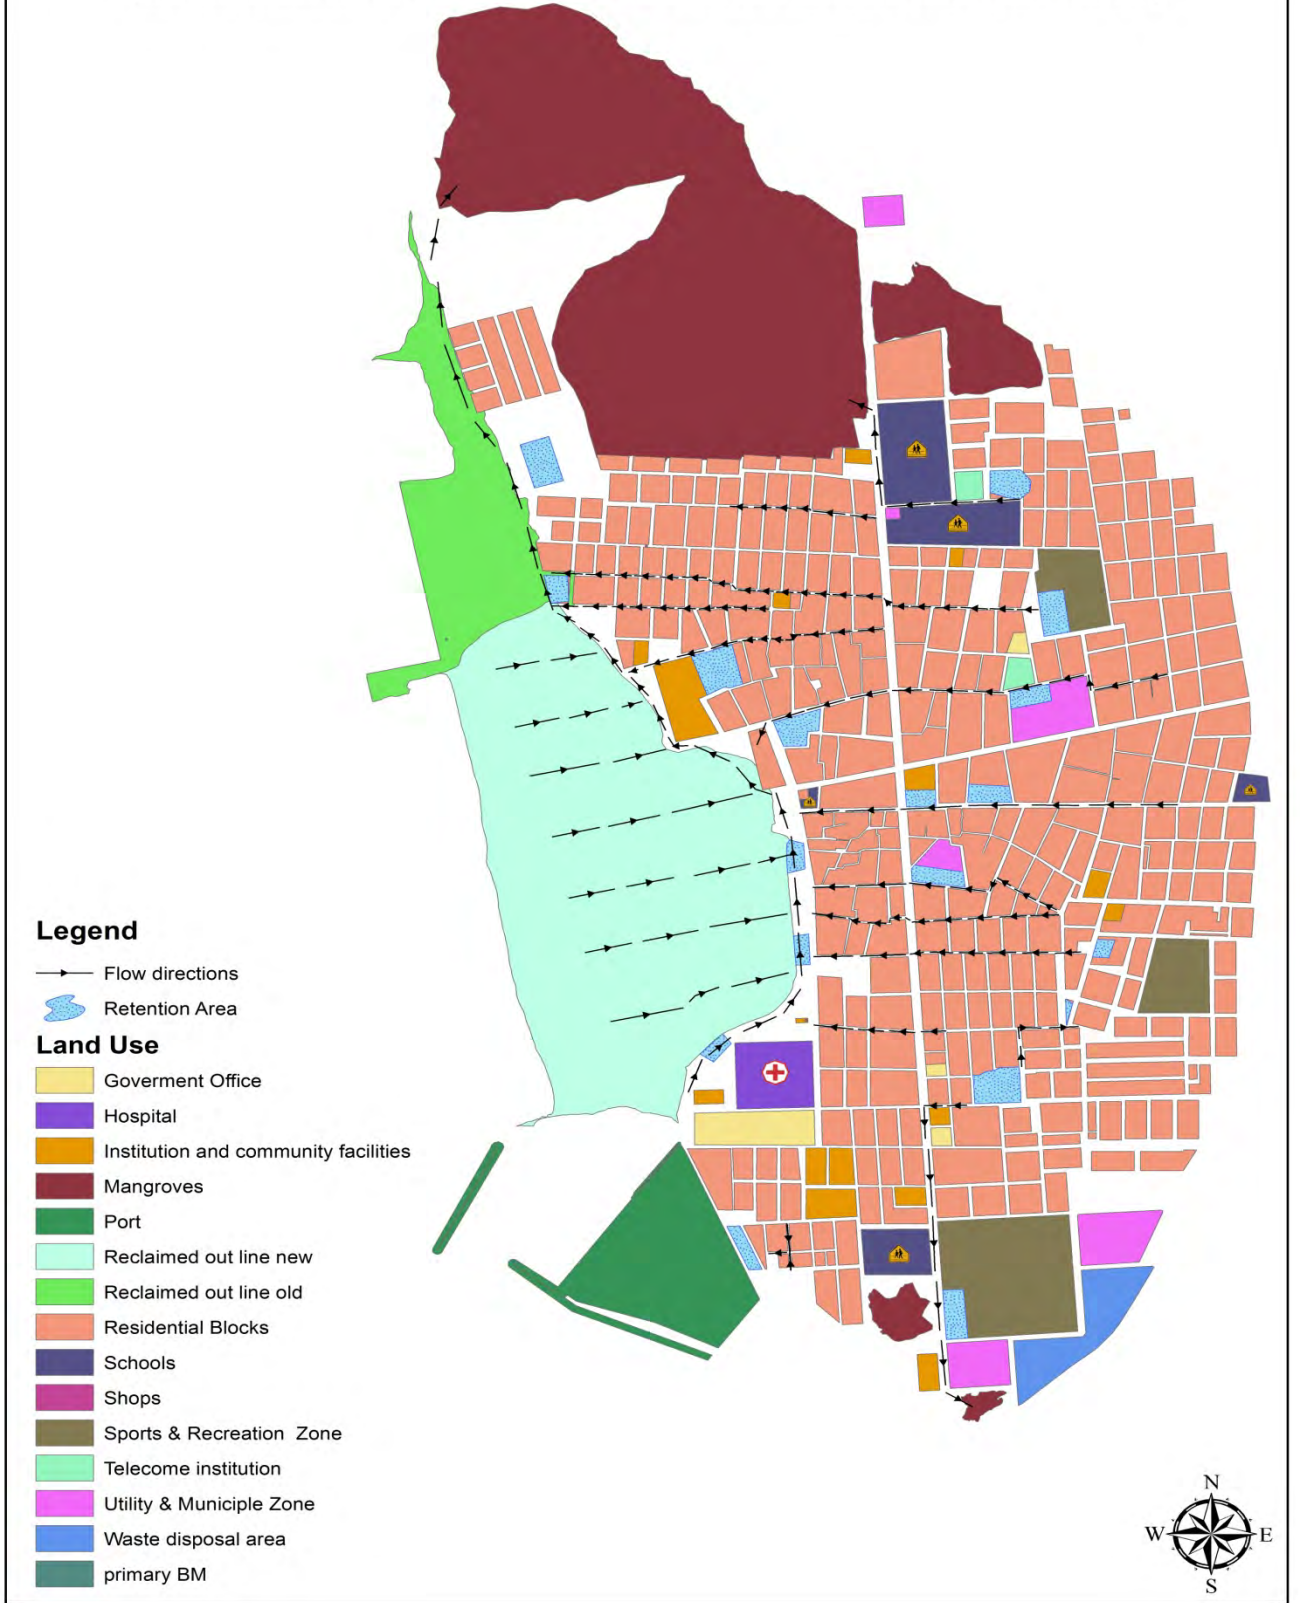 Legend
Flow directions
Retention Area
Land Use
Goverment Office
Hospital
Institution and community facilities
Mangroves
Port
Reclaimed out line new
Reclaimed out line old
Residential Blocks
Schools
Shops
Sports & Recreation Zone
Telecome institution
Utility & Municiple Zone
Waste disposal area
primary BM
N
W E
S